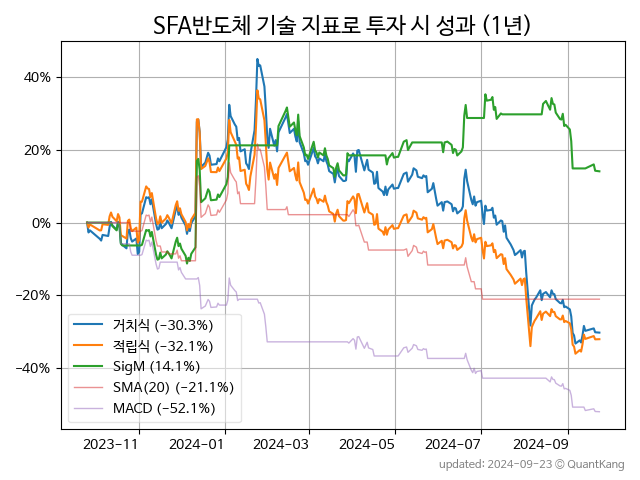 SFA반도체 기술 지표로 투자 시 성과 (1년)
40%
20%
0%
−20%
−40%
거치식 (−30.3%)
적립식 (−32.1%)
SigM (14.1%)
SMA(20) (−21.1%)
MACD (−52.1%)
2023-11 2024-01 2024-03 2024-05 2024-07 2024-09
updated: 2024-09-23 © QuantKang